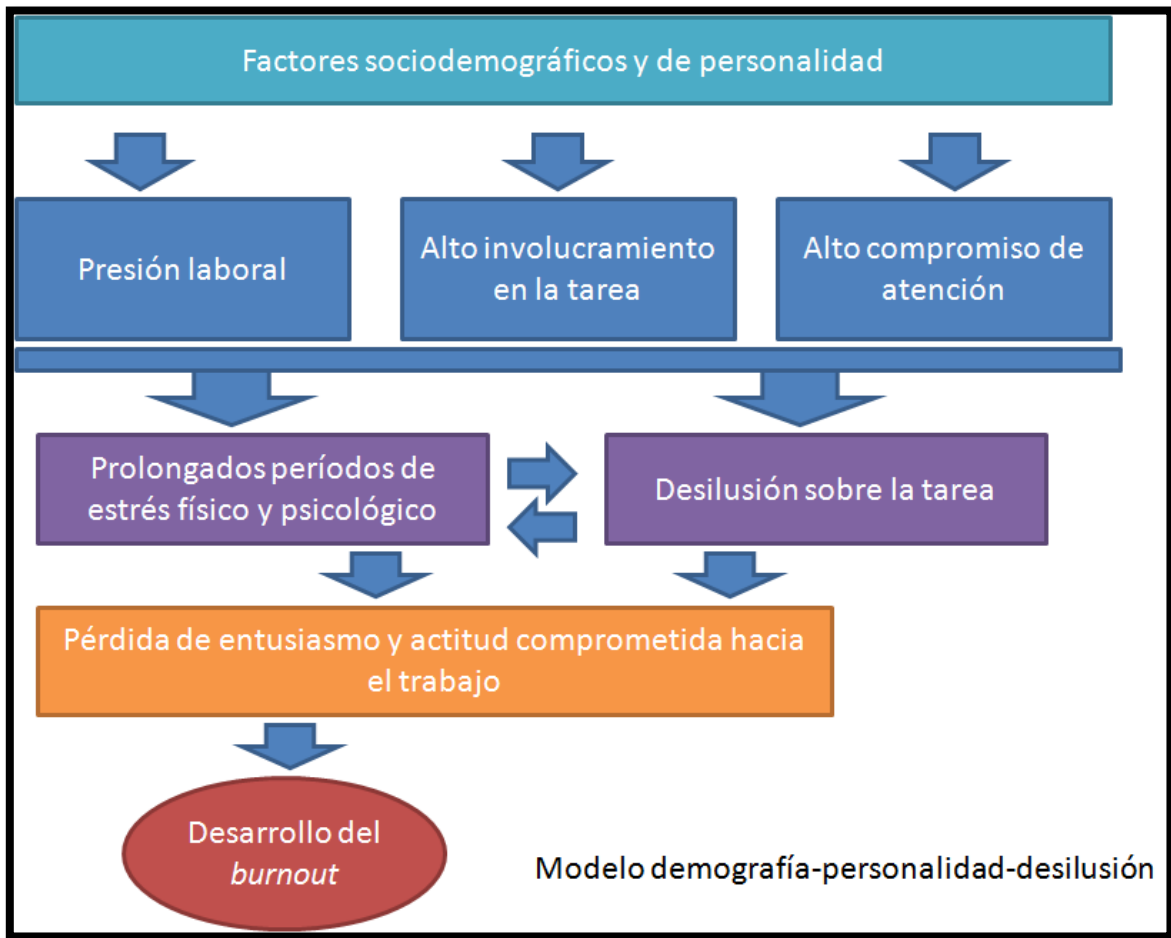 Factores sociodemográficos y de personalidad
Presión laboral
Alto involucramiento
en la tarea
Alto compromiso de
atención
Prolongados períodos de
estrés físico y psicológico
Desilusión sobre la tarea
Pérdida de entusiasmo y actitud comprometida hacia
el trabajo
Desarrollo del
burnout
Modelo demografía-personalidad-desilusión